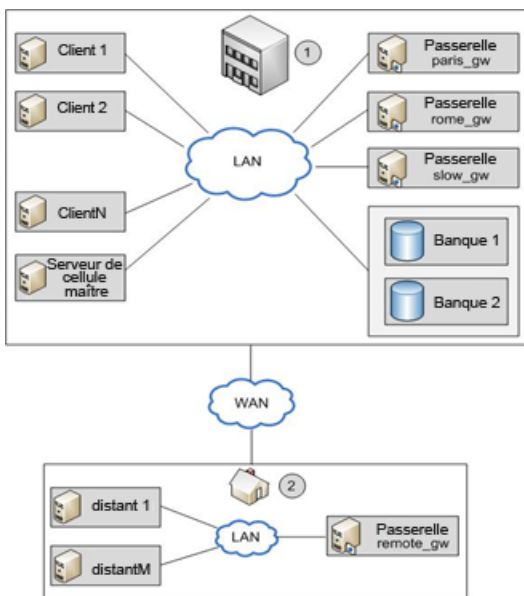 Client 1
Client 2
ClientN
Serveur de
cellule
maître
1
LAN
Passerelle
paris_gw
Passerelle
rome_gw
Passerelle
slow_gw
Banque 1
Banque 2
WAN
2
distant 1
distantM
LAN
Passerelle
remote_gw